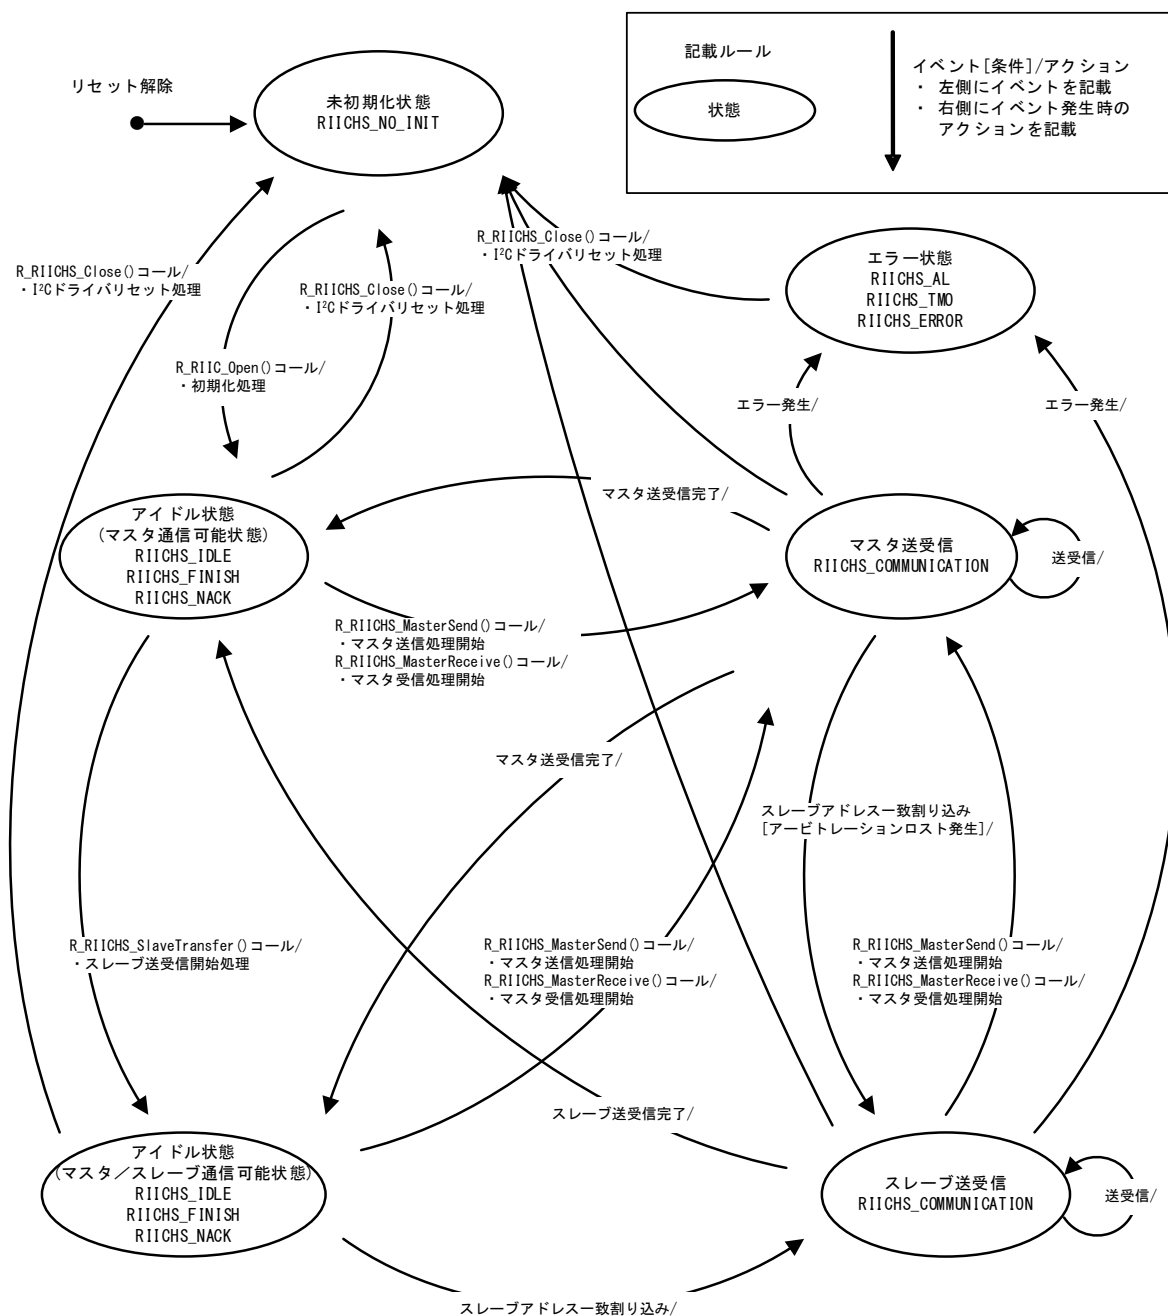 記載ルール
状態
イベント[条件]/アクション
・ 左側にイベントを記載
・ 右側にイベント発生時の
アクションを記載
リセット解除
未初期化状態
RIICHS_NO_INIT
R_RIICHS_Close()コール/
・I²Cドライバリセット処理
R_RIICHS_Close()コール/
・I²Cドライバリセット処理
R_RIICHS_Close()コール/
・I²Cドライバリセット処理
エラー状態
RIICHS_AL
RIICHS_TMO
RIICHS_ERROR
R_RIIC_Open()コール/
・初期化処理
エラー発生/
エラー発生/
マスタ送受信完了/
アイドル状態
(マスタ通信可能状態)
RIICHS_IDLE
RIICHS_FINISH
RIICHS_NACK
マスタ送受信
RIICHS_COMMUNICATION
送受信/
R_RIICHS_MasterSend()コール/
・マスタ送信処理開始
R_RIICHS_MasterReceive()コール/
・マスタ受信処理開始
マスタ送受信完了/
スレーブアドレス一致割り込み
[アービトレーションロスト発生]/
R_RIICHS_SlaveTransfer()コール/
・スレーブ送受信開始処理
R_RIICHS_MasterSend()コール/
・マスタ送信処理開始
R_RIICHS_MasterReceive()コール/
・マスタ受信処理開始
R_RIICHS_MasterSend()コール/
・マスタ送信処理開始
R_RIICHS_MasterReceive()コール/
・マスタ受信処理開始
スレーブ送受信完了/
アイドル状態
(マスタ／スレーブ通信可能状態)
RIICHS_IDLE
RIICHS_FINISH
RIICHS_NACK
スレーブ送受信
RIICHS_COMMUNICATION
送受信/
スレーブアドレス一致割り込み/